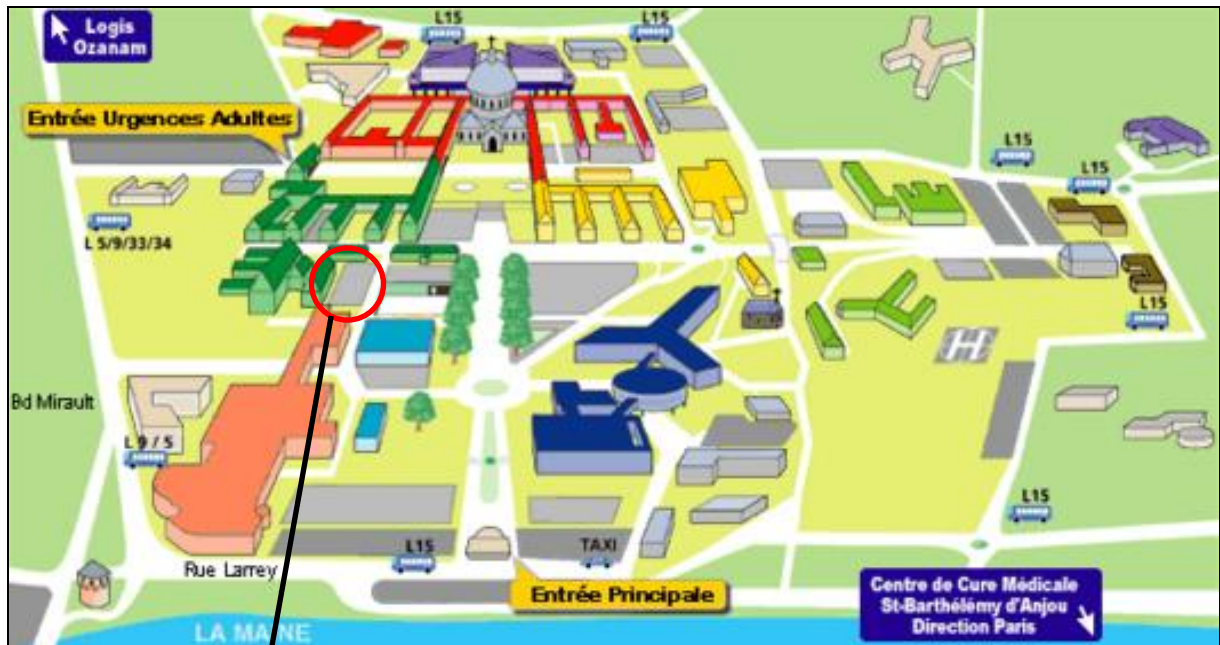 Logis
Ozanam
L15
L15
Entrée Urgences Adultes
L15
L15
L 5/9/33/34
L15
H
Bd Mirault
L 9 / 5
L15
Rue Larrey
L15
TAXI
Entrée Principale
Centre de Cure Médicale
St-Barthélémy d'Anjou
Direction Paris
LA MAINE